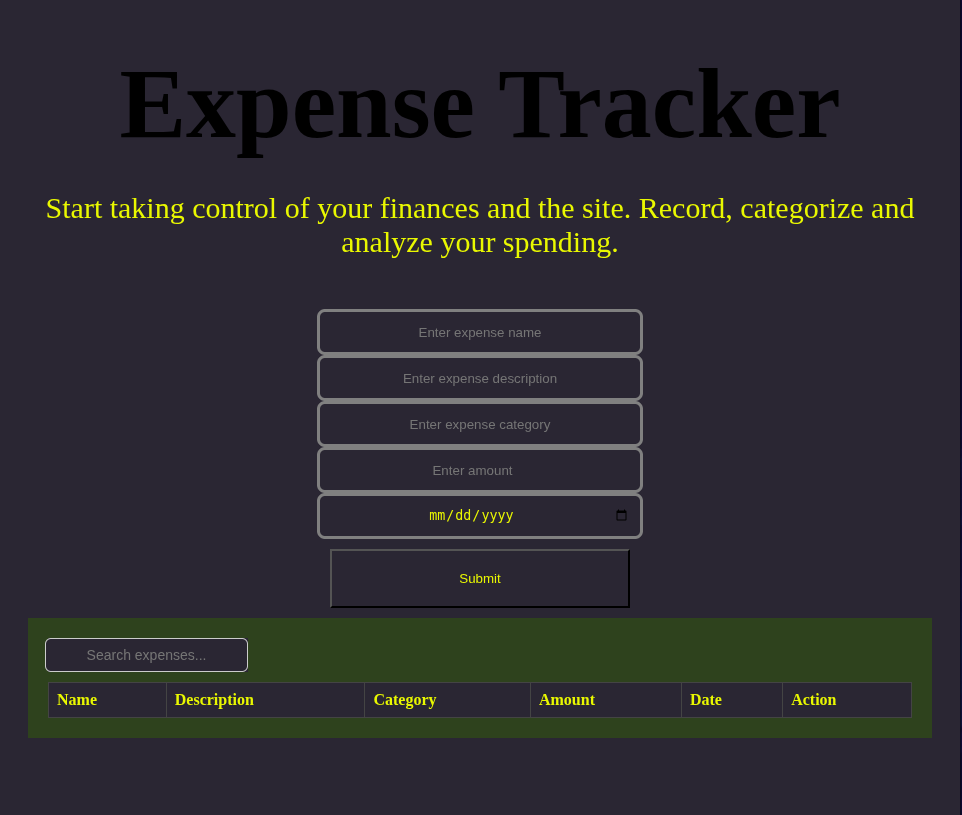 Expense Tracker
Start taking control of your finances and the site. Record, categorize and
analyze your spending.
Enter expense name
Enter expense description
Enter expense category
Enter amount
mm/dd/yyyy
Submit
Search expenses...
Name Description Category Amount Date Action